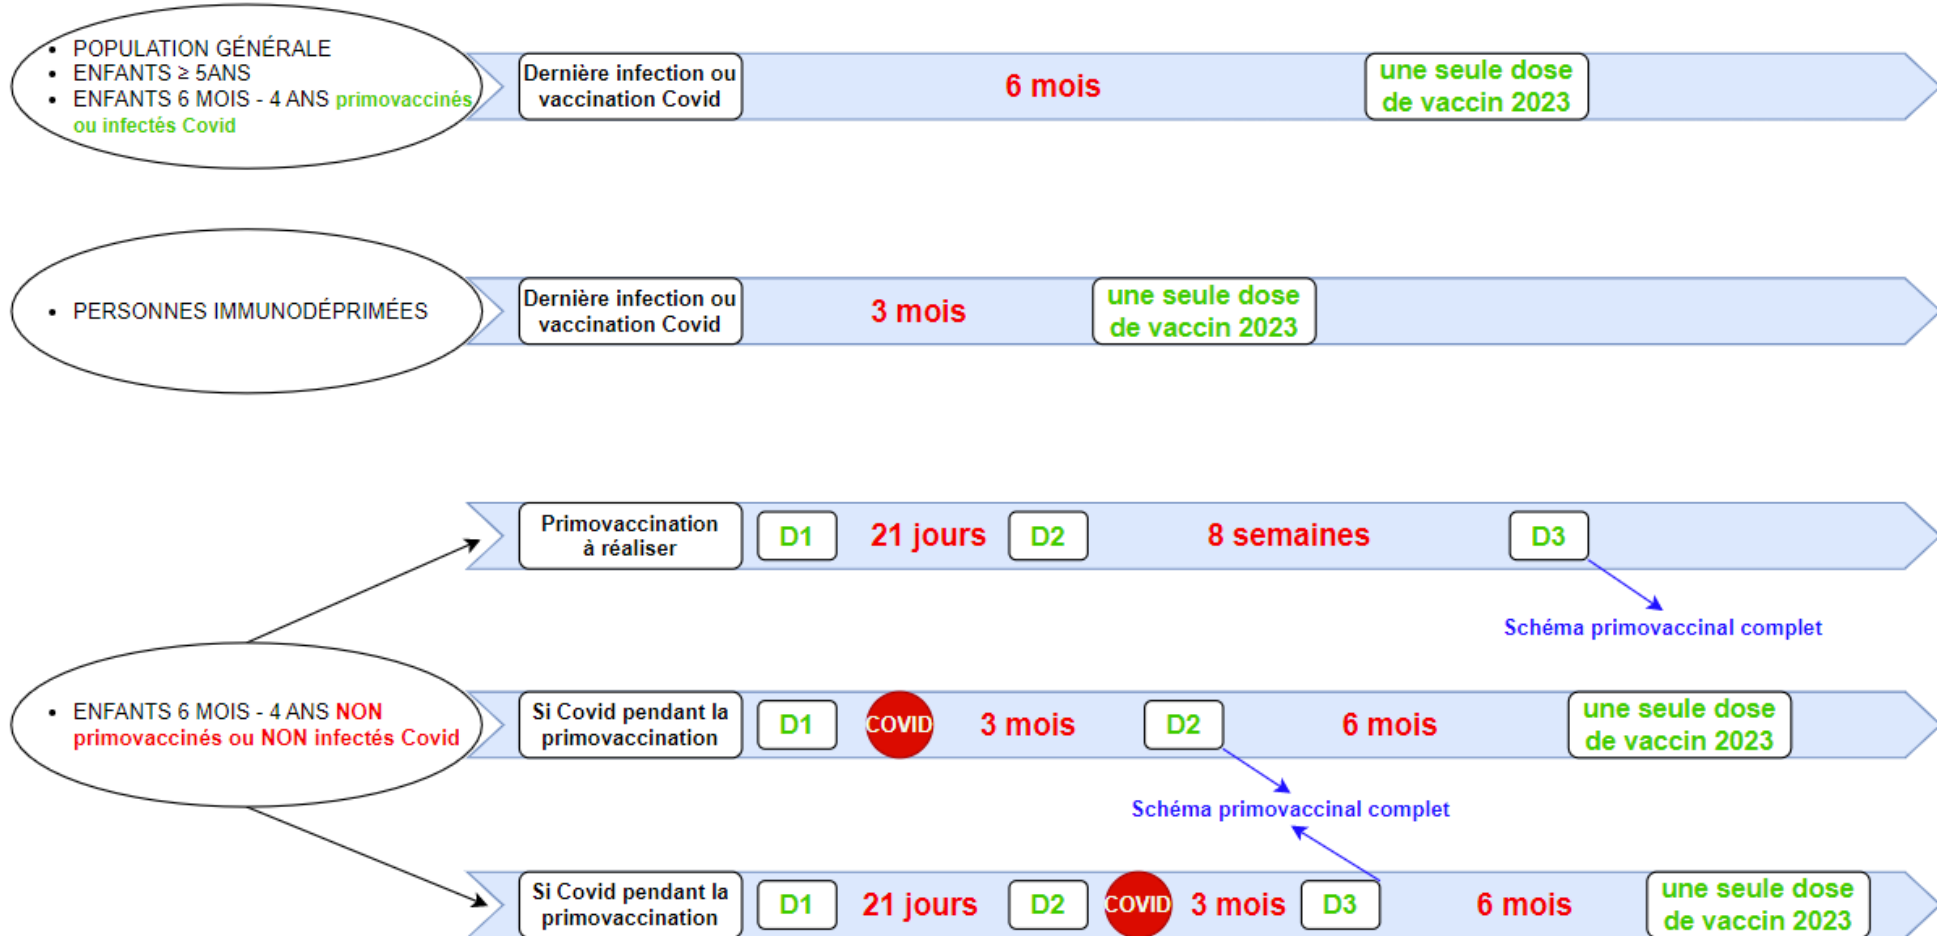 POPULATION GÉNÉRALE
ENFANTS ≥ 5ANS
ENFANTS 6 MOIS - 4 ANS primovaccinés
ou infectés Covid
Dernière infection ou
vaccination Covid
6 mois
une seule dose
de vaccin 2023
PERSONNES IMMUNODÉPRIMÉES
Dernière infection ou
vaccination Covid
3 mois
une seule dose
de vaccin 2023
Primovaccination
à réaliser
D1
21 jours
D2
8 semaines
D3
Schéma primovaccinal complet
ENFANTS 6 MOIS - 4 ANS NON
primovaccinés ou NON infectés Covid
Si Covid pendant la
primovaccination
D1
COVID
3 mois
D2
6 mois
une seule dose
de vaccin 2023
Schéma primovaccinal complet
Si Covid pendant la
primovaccination
D1
21 jours
D2
COVID
3 mois
D3
6 mois
une seule dose
de vaccin 2023